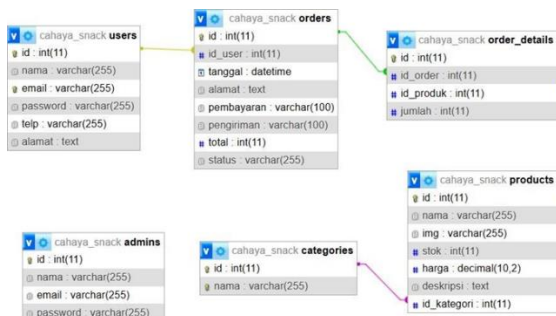 cahaya_snack users
id : int(11)
nama : varchar(255)
email : varchar(255)
password : varchar(255)
telp : varchar(255)
alamat : text
cahaya_snack orders
id : int(11)
id_user : int(11)
tanggal : datetime
alamat : text
pembayaran : varchar(100)
pengiriman : varchar(100)
total : int(11)
status : varchar(255)
cahaya_snack order_details
id : int(11)
id_order : int(11)
id_produk : int(11)
jumlah : int(11)
cahaya_snack admins
id : int(11)
nama : varchar(255)
email : varchar(255)
password : varchar(255)
cahaya_snack categories
id : int(11)
nama : varchar(255)
cahaya_snack products
id : int(11)
nama : varchar(255)
img : varchar(255)
stok : int(11)
harga : decimal(10,2)
deskripsi : text
id_kategori : int(11)